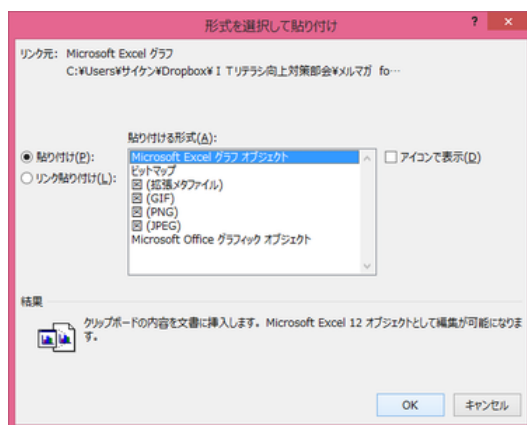 形式を選択して貼り付け
リンク元: Microsoft Excel グラフ
C:¥Users¥サイケン¥Dropbox¥ＩＴリテラシ向上対策部会¥メルマガ fo…
貼り付ける形式(A):
貼り付け(P):
リンク貼り付け(L):
Microsoft Excel グラフ オブジェクト
ビットマップ
図 (拡張メタファイル)
図 (GIF)
図 (PNG)
図 (JPEG)
Microsoft Office グラフィック オブジェクト
アイコンで表示(D)
結果
クリップボードの内容を文書に挿入します。Microsoft Excel 12 オブジェクトとして編集が可能になりま
す。
OK
キャンセル